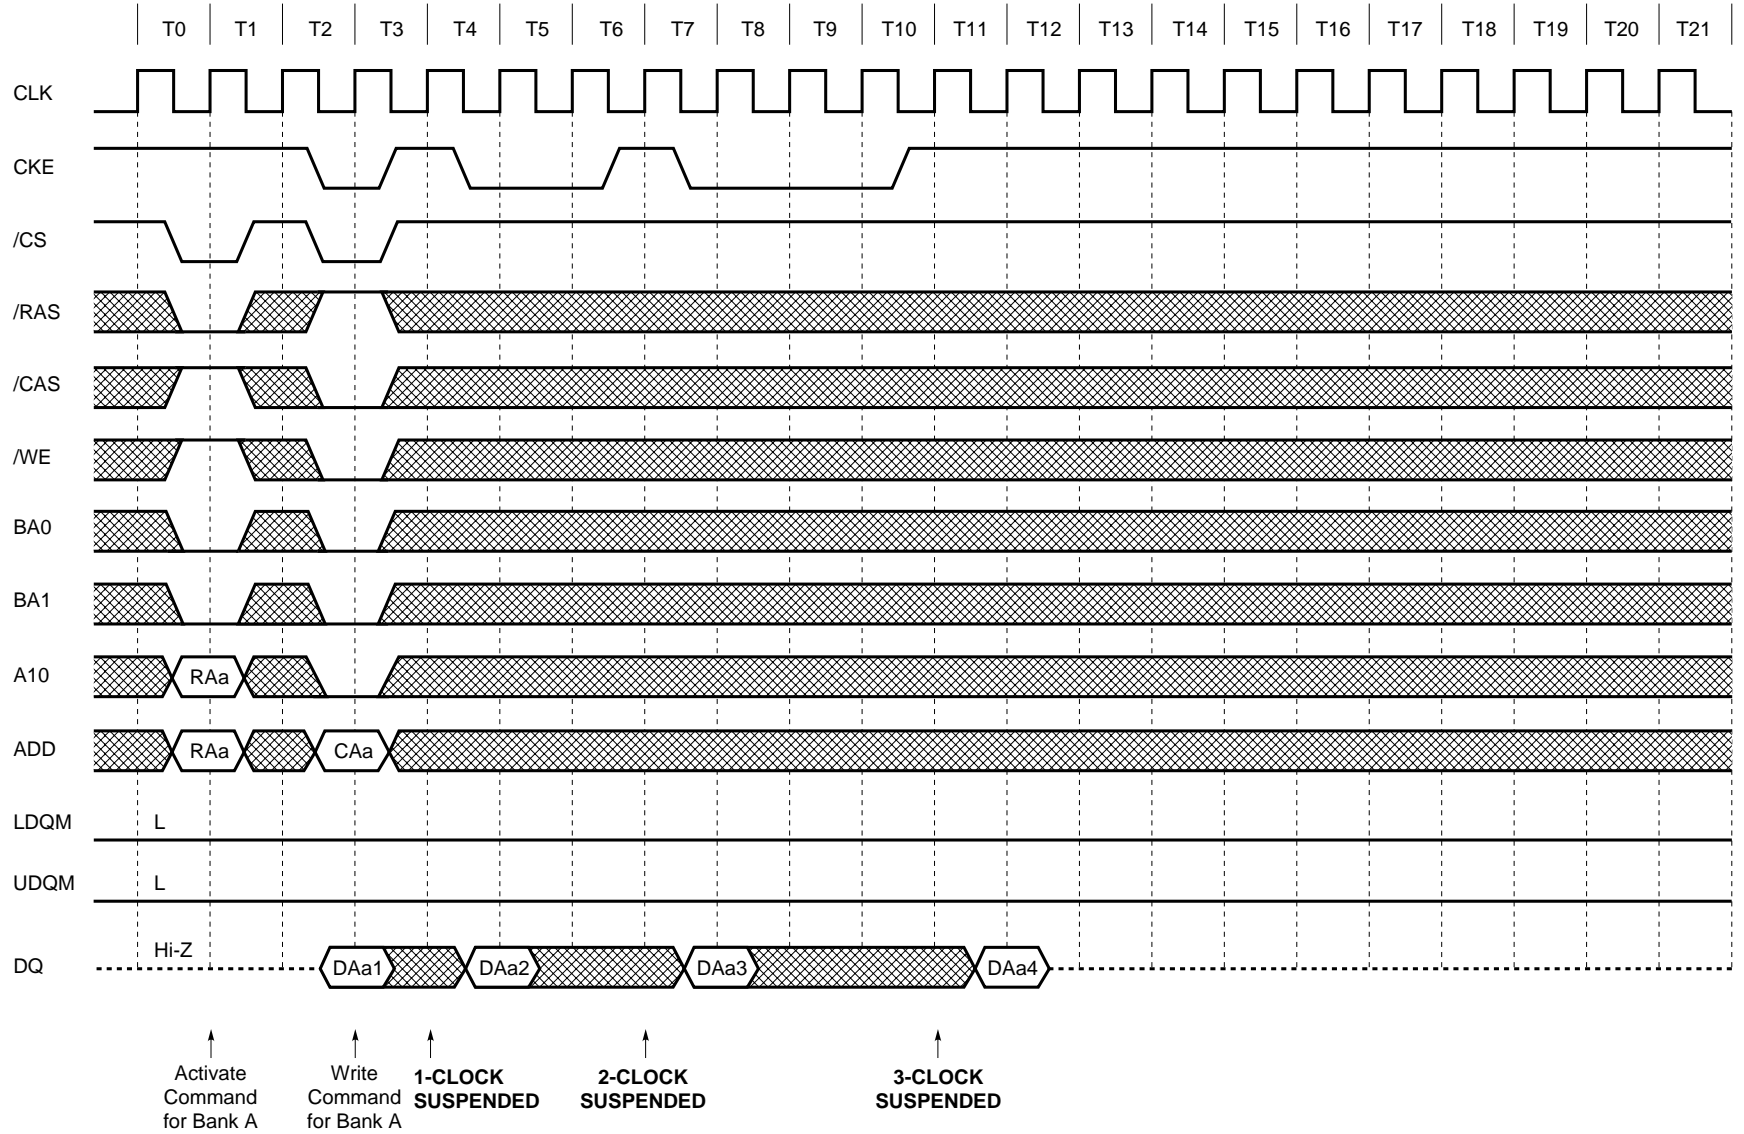 T0 T1 T2 T3 T4 T5 T6 T7 T8 T9 T10 T11 T12 T13 T14 T15 T16 T17 T18 T19 T20 T21
CLK
CKE
/CS
/RAS
/CAS
/WE
BA0
BA1
A10 RAa
ADD RAa CAa
LDQM L
UDQM L
DQ Hi-Z DAa1 DAa2 DAa3 DAa4
Activate
Command
for Bank A
Write
Command
for Bank A
1-CLOCK
SUSPENDED
2-CLOCK
SUSPENDED
3-CLOCK
SUSPENDED